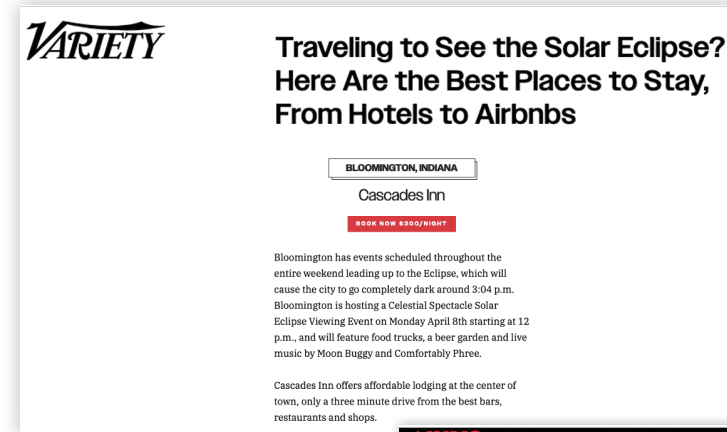 VARIETY
Traveling to See the Solar Eclipse?
Here Are the Best Places to Stay,
From Hotels to Airbnbs
BLOOMINGTON, INDIANA
Cascades Inn
BOOK NOW $300/NIGHT
Bloomington has events scheduled throughout the
entire weekend leading up to the Eclipse, which will
cause the city to go completely dark around 3:04 p.m.
Bloomington is hosting a Celestial Spectacle Solar
Eclipse Viewing Event on Monday April 8th starting at 12
p.m., and will feature food trucks, a beer garden and live
music by Moon Buggy and Comfortably Phree.
Cascades Inn offers affordable lodging at the center of
town, only a three minute drive from the best bars,
restaurants and shops.